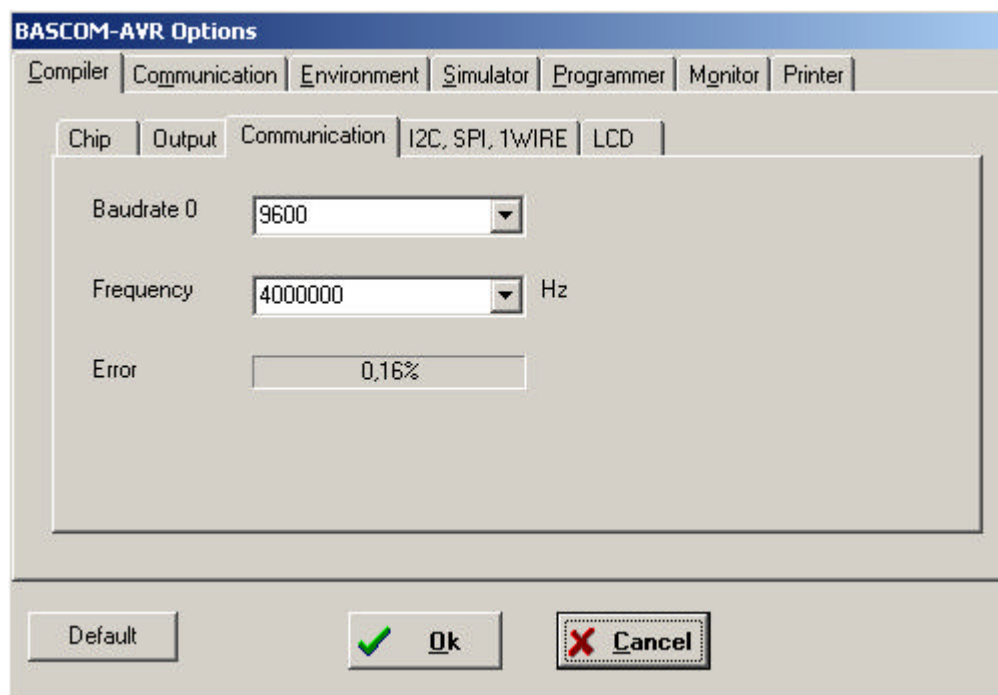 BASCOM-AVR Options
Compiler Communication Environment Simulator Programmer Monitor Printer
Chip Output Communication I2C, SPI, 1WIRE LCD
Baudrate 0 9600
Frequency 4000000 Hz
Error 0,16%
Default Ok Cancel